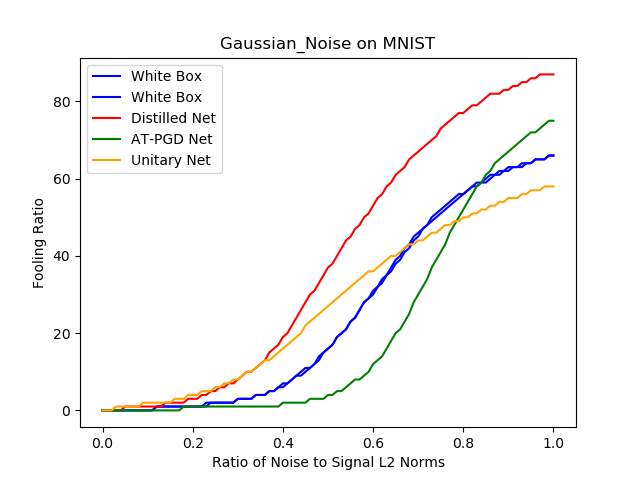 Gaussian_Noise on MNIST
White Box
White Box
Distilled Net
AT-PGD Net
Unitary Net
Fooling Ratio
80
60
40
20
0
0.0 0.2 0.4 0.6 0.8 1.0
Ratio of Noise to Signal L2 Norms